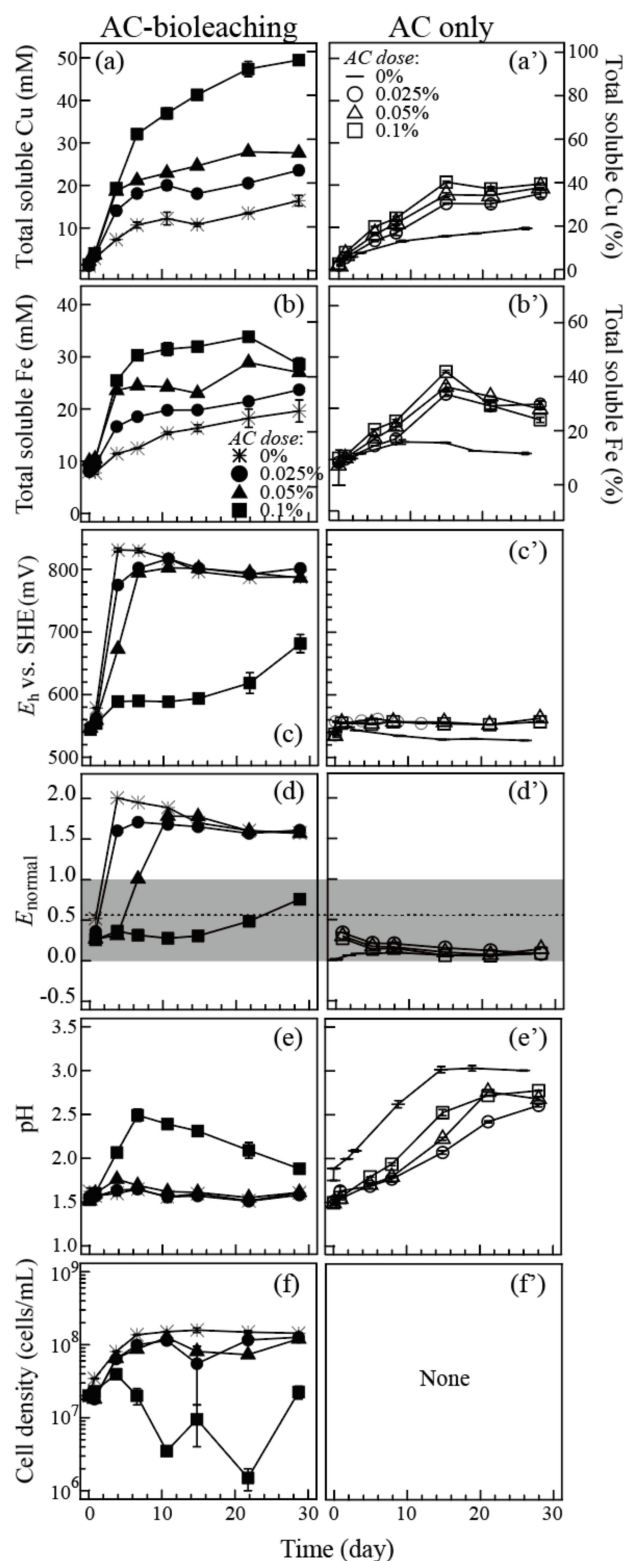 AC-bioleaching AC only
Total soluble Cu (mM)
50
40
30
20
10
(a)
(a')
AC dose:
0%
0.025%
0.05%
0.1%
100
80
60
40
20
0
Total soluble Cu (%)
Total soluble Fe (mM)
40
30
20
10
0
(b)
AC dose:
0%
0.025%
0.05%
0.1%
(b')
60
40
20
0
Total soluble Fe (%)
Eh vs. SHE (mV)
800
700
600
500
(c)
(c')
Enormal
2.0
1.5
1.0
0.5
0.0
-0.5
(d)
(d')
pH
3.5
3.0
2.5
2.0
1.5
1.0
(e)
(e')
Cell density (cells/mL)
10⁹
10⁸
10⁷
10⁶
(f)
(f')
None
0 10 20 30 0 10 20 30
Time (day)